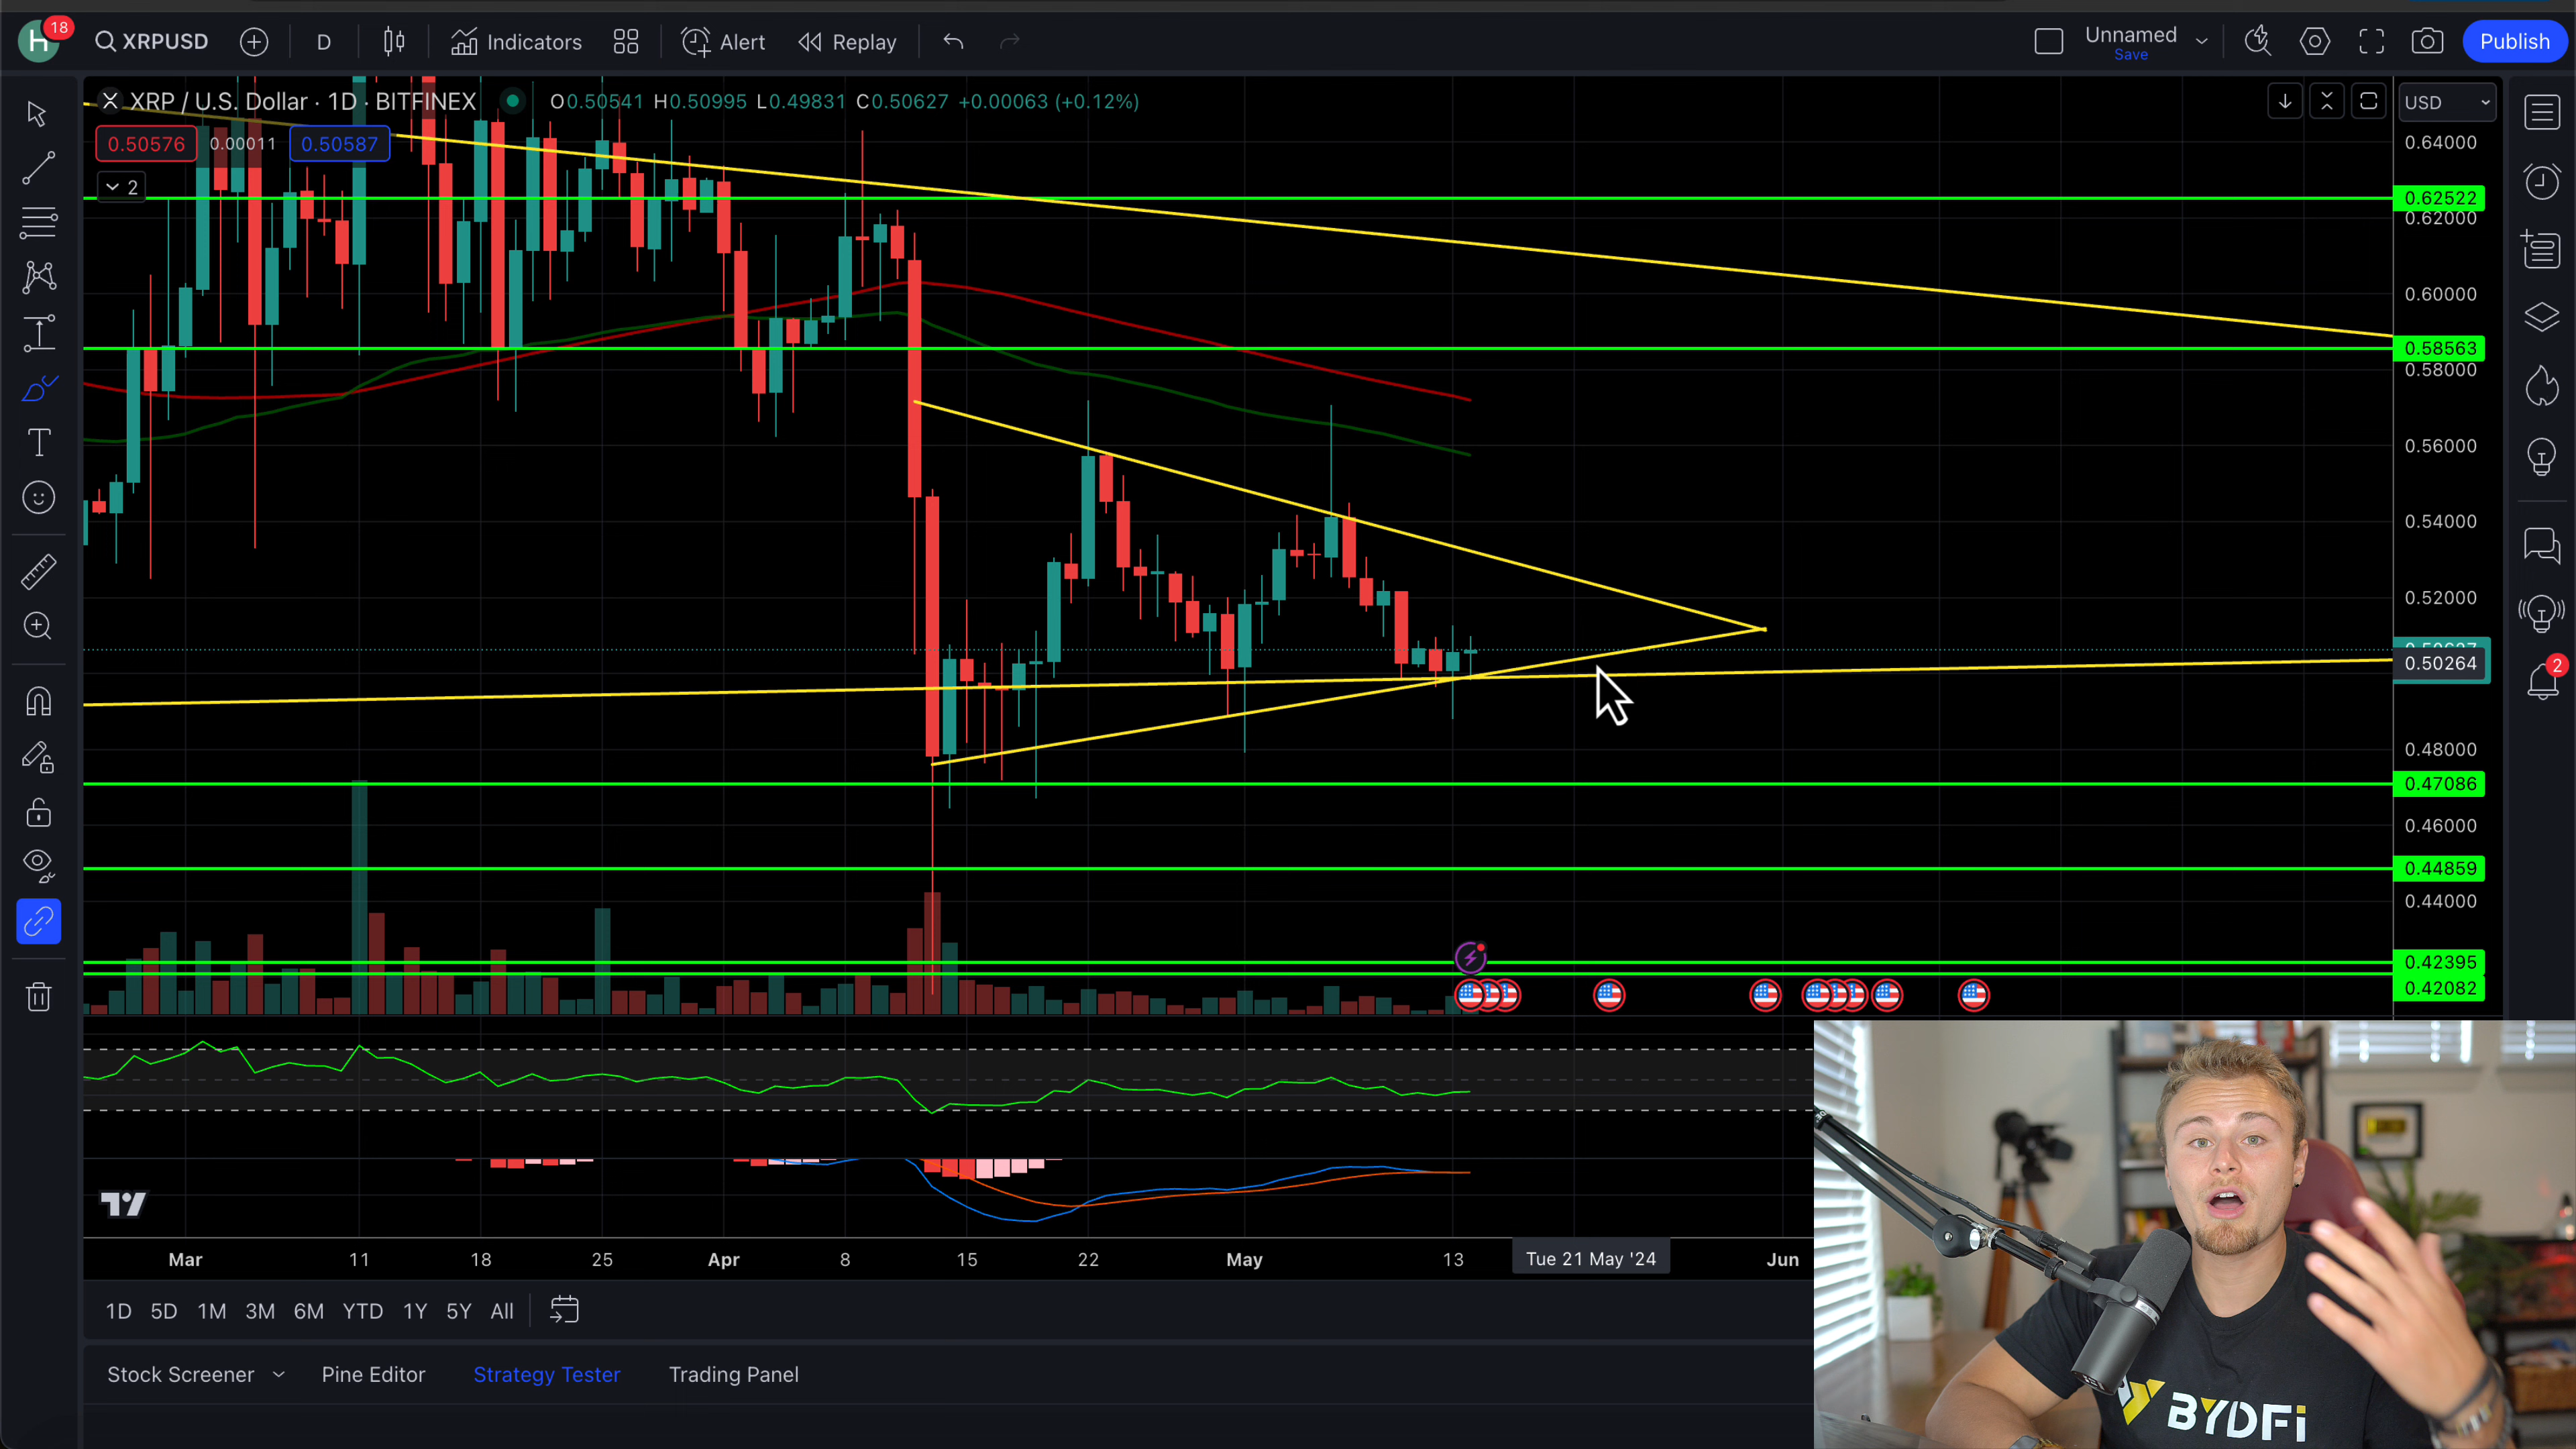 H 18 XRPUSD D Indicators Alert Replay Unnamed Save Publish
XRP / U.S. Dollar · 1D · BITFINEX O0.50541 H0.50995 L0.49831 C0.50627 +0.00063 (+0.12%) USD
0.50576 0.00011 0.50587
2
0.64000
0.62522
0.62000
0.60000
0.58563
0.58000
0.56000
0.54000
0.52000
0.50627
0.50264
2
0.48000
0.47086
0.46000
0.44859
0.44000
0.42395
0.42082
Mar 11 18 25 Apr 8 15 22 May 13 Tue 21 May '24 Jun
1D 5D 1M 3M 6M YTD 1Y 5Y All
Stock Screener Pine Editor Strategy Tester Trading Panel
BYDFi